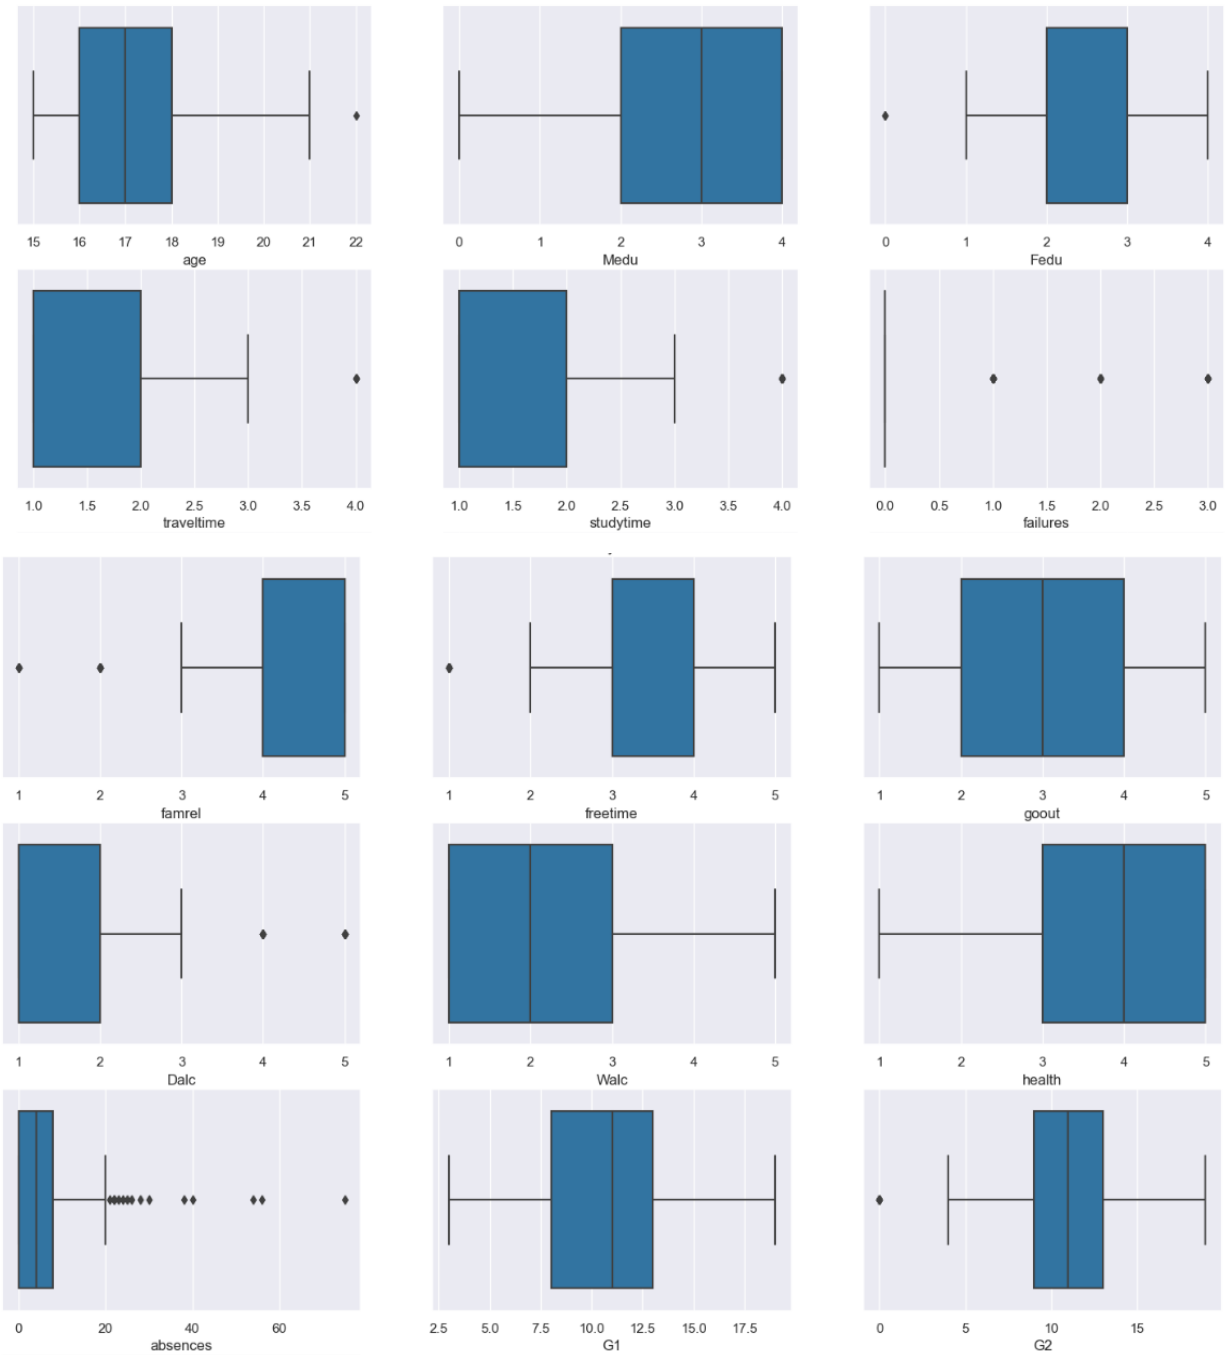 15 16 17 18 19 20 21 22
age
0 1 2 3 4
Medu
0 1 2 3 4
Fedu
1.0 1.5 2.0 2.5 3.0 3.5 4.0
traveltime
1.0 1.5 2.0 2.5 3.0 3.5 4.0
studytime
0.0 0.5 1.0 1.5 2.0 2.5 3.0
failures
1 2 3 4 5
famrel
1 2 3 4 5
freetime
1 2 3 4 5
goout
1 2 3 4 5
Dalc
1 2 3 4 5
Walc
1 2 3 4 5
health
0 20 40 60
absences
2.5 5.0 7.5 10.0 12.5 15.0 17.5
G1
0 5 10 15
G2